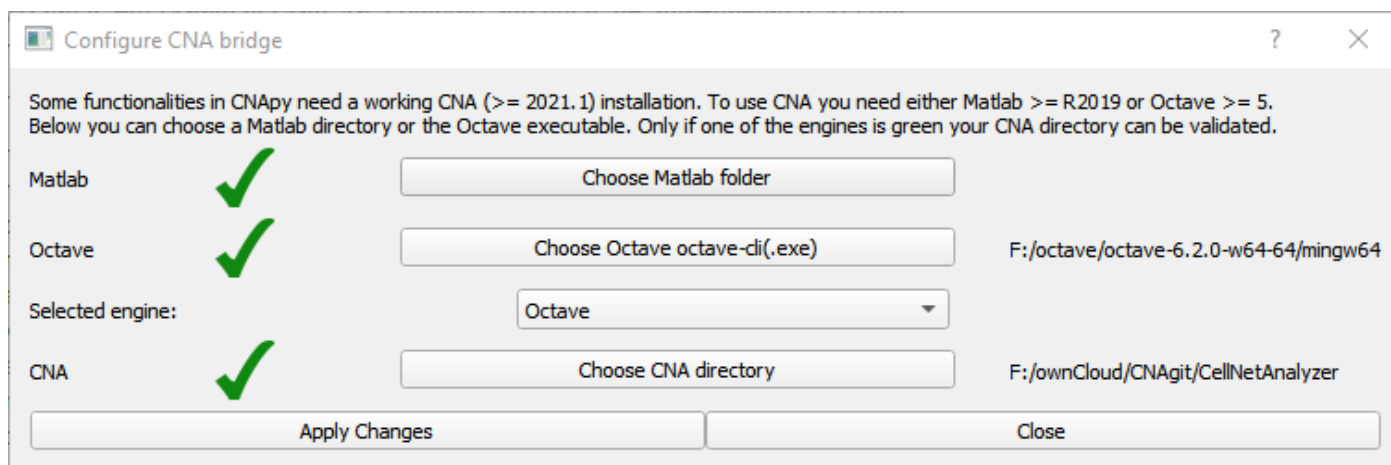 Configure CNA bridge
?
Some functionalities in CNApy need a working CNA (>= 2021.1) installation. To use CNA you need either Matlab >= R2019 or Octave >= 5.
Below you can choose a Matlab directory or the Octave executable. Only if one of the engines is green your CNA directory can be validated.
Matlab
Choose Matlab folder
Octave
Choose Octave octave-cli(.exe)
F:/octave/octave-6.2.0-w64-64/mingw64
Selected engine:
Octave
CNA
Choose CNA directory
F:/ownCloud/CNAgit/CellNetAnalyzer
Apply Changes
Close